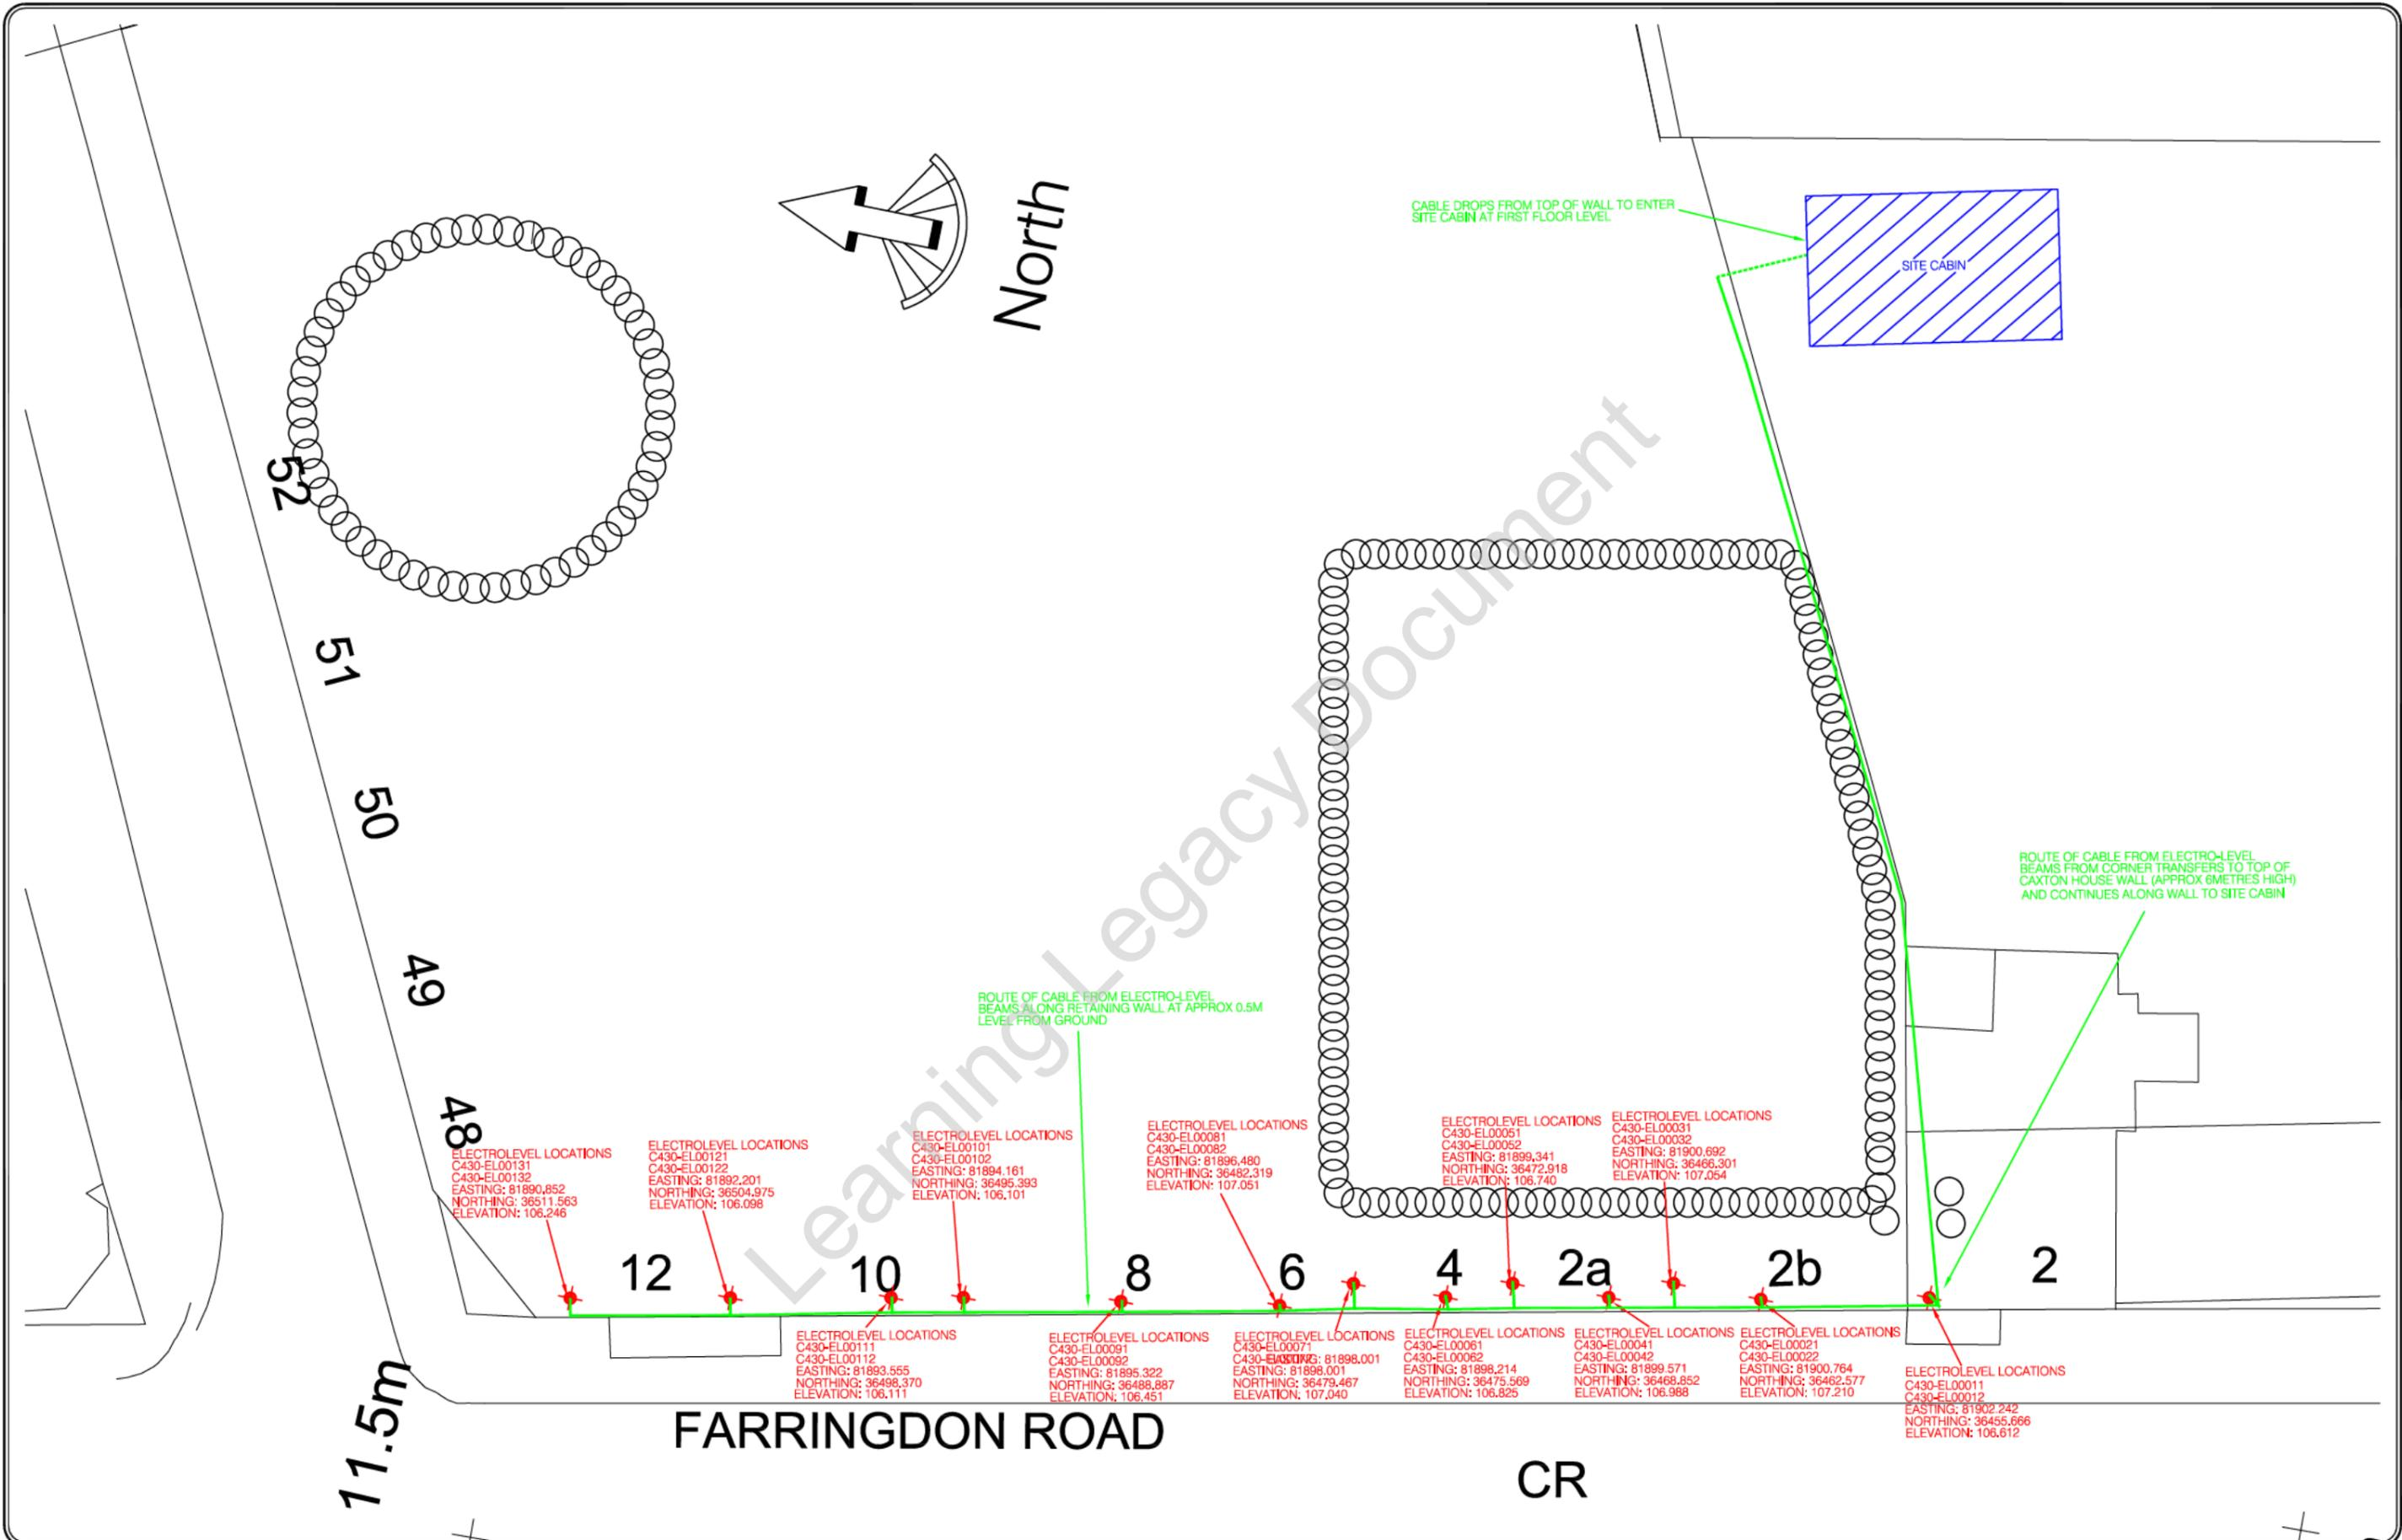 North
CABLE DROPS FROM TOP OF WALL TO ENTER
SITE CABIN AT FIRST FLOOR LEVEL
SITE CABIN
52
51
50
49
48
Learning Legacy Document
ROUTE OF CABLE FROM ELECTRO-LEVEL
BEAMS FROM CORNER TRANSFERS TO TOP OF
CAXTON HOUSE WALL (APPROX 6METRES HIGH)
AND CONTINUES ALONG WALL TO SITE CABIN
ROUTE OF CABLE FROM ELECTRO-LEVEL
BEAMS ALONG RETAINING WALL AT APPROX 0.5M
LEVEL FROM GROUND
ELECTROLEVEL LOCATIONS
C430-EL00131
C430-EL00132
EASTING: 81890.852
NORTHING: 36511.563
ELEVATION: 106.246
ELECTROLEVEL LOCATIONS
C430-EL00121
C430-EL00122
EASTING: 81892.201
NORTHING: 36504.975
ELEVATION: 106.098
ELECTROLEVEL LOCATIONS
C430-EL00101
C430-EL00102
EASTING: 81894.161
NORTHING: 36495.393
ELEVATION: 106.101
ELECTROLEVEL LOCATIONS
C430-EL00081
C430-EL00082
EASTING: 81896.480
NORTHING: 36482.319
ELEVATION: 107.051
ELECTROLEVEL LOCATIONS
C430-EL00051
C430-EL00052
EASTING: 81899.341
NORTHING: 36472.918
ELEVATION: 106.740
ELECTROLEVEL LOCATIONS
C430-EL00031
C430-EL00032
EASTING: 81900.692
NORTHING: 36466.301
ELEVATION: 107.054
12
10
8
6
4
2a
2b
2
ELECTROLEVEL LOCATIONS
C430-EL00111
C430-EL00112
EASTING: 81893.555
NORTHING: 36498.370
ELEVATION: 106.111
ELECTROLEVEL LOCATIONS
C430-EL00091
C430-EL00092
EASTING: 81895.322
NORTHING: 36488.887
ELEVATION: 106.451
ELECTROLEVEL LOCATIONS
C430-EL00071
81898.001
EASTING: 81898.001
NORTHING: 36479.467
ELEVATION: 107.040
ELECTROLEVEL LOCATIONS
C430-EL00061
C430-EL00062
EASTING: 81898.214
NORTHING: 36475.569
ELEVATION: 106.825
ELECTROLEVEL LOCATIONS
C430-EL00041
C430-EL00042
EASTING: 81899.571
NORTHING: 36468.852
ELEVATION: 106.988
ELECTROLEVEL LOCATIONS
C430-EL00021
C430-EL00022
EASTING: 81900.764
NORTHING: 36462.577
ELEVATION: 107.210
ELECTROLEVEL LOCATIONS
C430-EL00011
C430-EL00012
EASTING: 81902.242
NORTHING: 36455.666
ELEVATION: 106.612
11.5m
FARRINGDON ROAD
CR